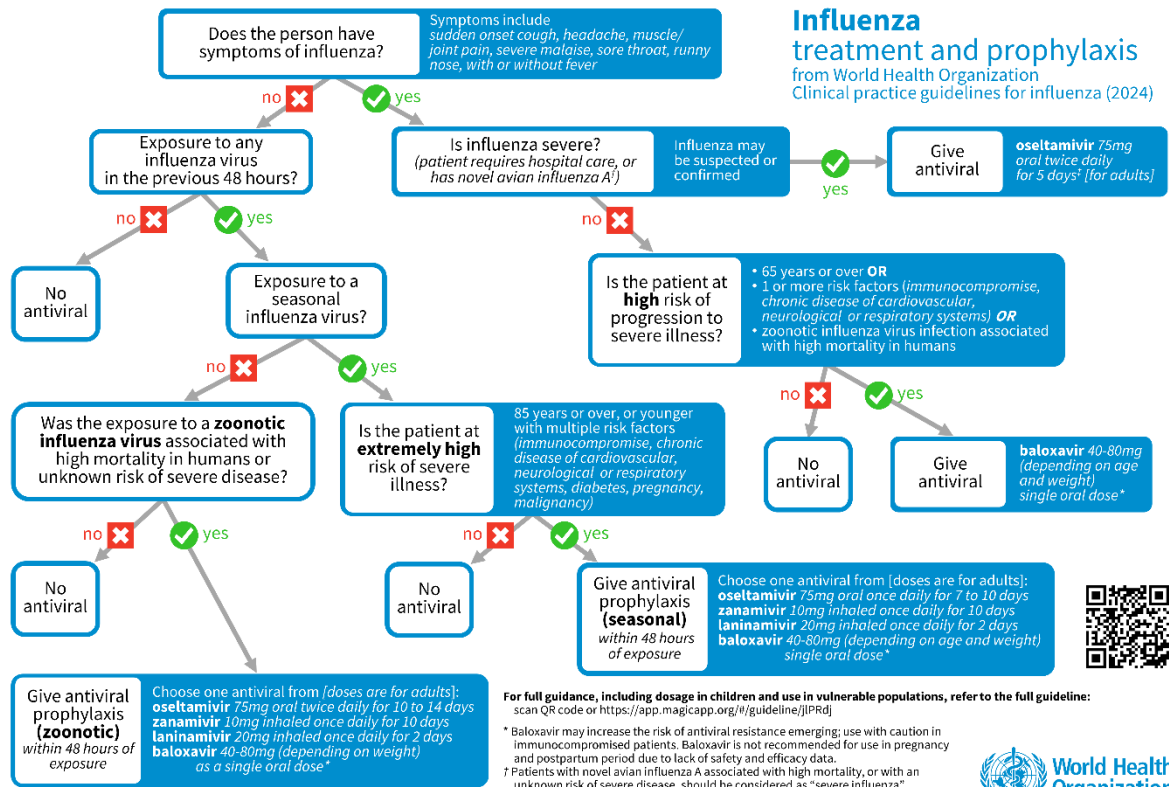 Influenza
treatment and prophylaxis
from World Health Organization
Clinical practice guidelines for influenza (2024)
Does the person have
symptoms of influenza?
Symptoms include
sudden onset cough, headache, muscle/
joint pain, severe malaise, sore throat, runny
nose, with or without fever
no
yes
Exposure to any
influenza virus
in the previous 48 hours?
Is influenza severe?
(patient requires hospital care, or
has novel avian influenza A†)
Influenza may
be suspected or
confirmed
yes
Give
antiviral
oseltamivir 75mg
oral twice daily
for 5 days‡ [for adults]
no
yes
no
No
antiviral
Exposure to a
seasonal
influenza virus?
Is the patient at
high risk of
progression to
severe illness?
• 65 years or over OR
• 1 or more risk factors (immunocompromise,
chronic disease of cardiovascular,
neurological or respiratory systems) OR
• zoonotic influenza virus infection associated
with high mortality in humans
no
yes
no
yes
Was the exposure to a zoonotic
influenza virus associated with
high mortality in humans or
unknown risk of severe disease?
Is the patient at
extremely high
risk of severe
illness?
85 years or over, or younger
with multiple risk factors
(immunocompromise, chronic
disease of cardiovascular,
neurological or respiratory
systems, diabetes, pregnancy,
malignancy)
No
antiviral
Give
antiviral
baloxavir 40-80mg
(depending on age
and weight)
single oral dose*
no
yes
no
yes
No
antiviral
No
antiviral
Give antiviral
prophylaxis
(seasonal)
within 48 hours
of exposure
Choose one antiviral from [doses are for adults]:
oseltamivir 75mg oral once daily for 7 to 10 days
zanamivir 10mg inhaled once daily for 10 days
laninamivir 20mg inhaled once daily for 2 days
baloxavir 40-80mg (depending on age and weight)
single oral dose*
Give antiviral
prophylaxis
(zoonotic)
within 48 hours of
exposure
Choose one antiviral from [doses are for adults]:
oseltamivir 75mg oral twice daily for 10 to 14 days
zanamivir 10mg inhaled once daily for 10 days
laninamivir 20mg inhaled once daily for 2 days
baloxavir 40-80mg (depending on weight)
as a single oral dose*
For full guidance, including dosage in children and use in vulnerable populations, refer to the full guideline:
scan QR code or https://app.magicapp.org/#/guideline/jlPRdj
* Baloxavir may increase the risk of antiviral resistance emerging; use with caution in
immunocompromised patients. Baloxavir is not recommended for use in pregnancy
and postpartum period due to lack of safety and efficacy data.
† Patients with novel avian influenza A associated with high mortality, or with an
unknown risk of severe disease, should be considered as "severe influenza"
World Health
Organization